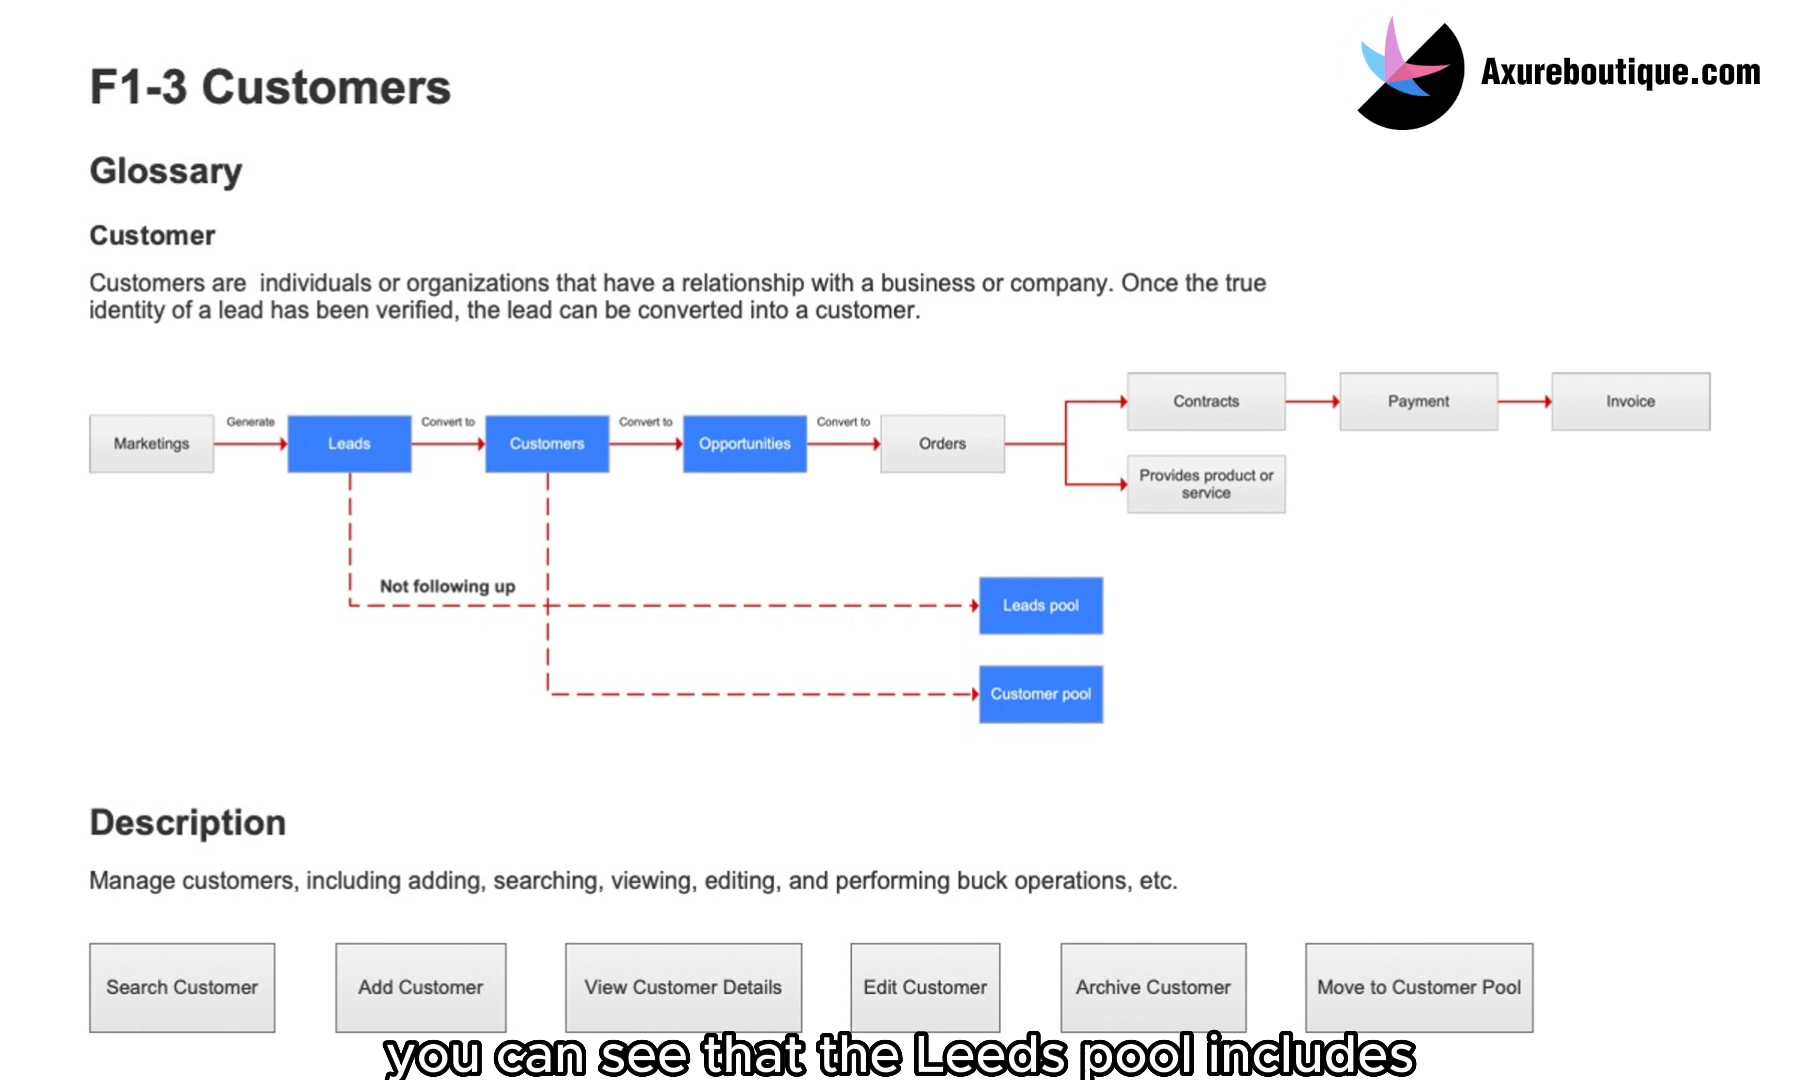 Axureboutique.com
F1-3 Customers
Glossary
Customer
Customers are individuals or organizations that have a relationship with a business or company. Once the true
identity of a lead has been verified, the lead can be converted into a customer.
Marketings
Generate
Leads
Convert to
Customers
Convert to
Opportunities
Convert to
Orders
Contracts
Payment
Invoice
Provides product or
service
Not following up
Leads pool
Customer pool
Description
Manage customers, including adding, searching, viewing, editing, and performing buck operations, etc.
Search Customer
Add Customer
View Customer Details
Edit Customer
Archive Customer
Move to Customer Pool
you can see that the Leeds pool includes